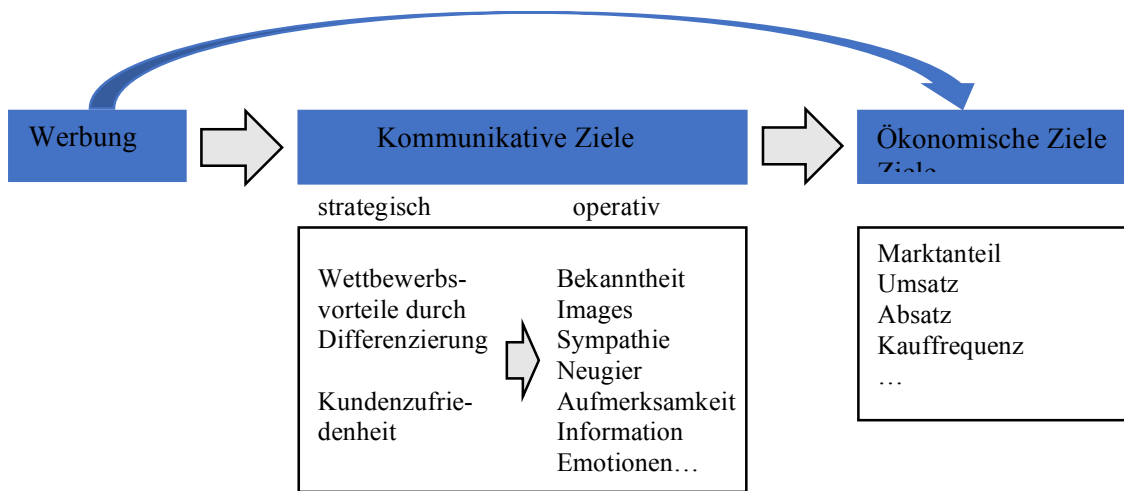 Werbung
Kommunikative Ziele
Ökonomische Ziele
Ziele
strategisch
operativ
Wettbewerbs-
vorteile durch
Differenzierung
Kundenzufrie-
denheit
Bekanntheit
Images
Sympathie
Neugier
Aufmerksamkeit
Information
Emotionen…
Marktanteil
Umsatz
Absatz
Kauffrequenz
…